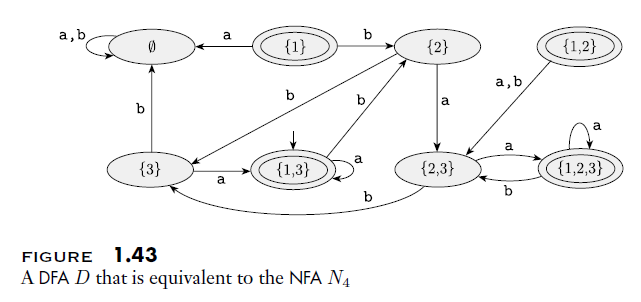 a,b
∅
a
{1}
b
{2}
{1,2}
b
b
b
a
a,b
{3}
a
{1,3}
a
b
{2,3}
a
b
{1,2,3}
a
FIGURE 1.43
A DFA D that is equivalent to the NFA N₄